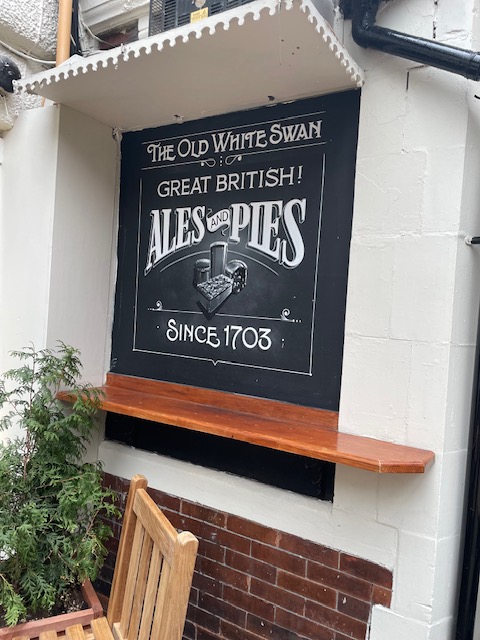 The Old White Swan
GREAT BRITISH!
ALES AND PIES
SINCE 1703